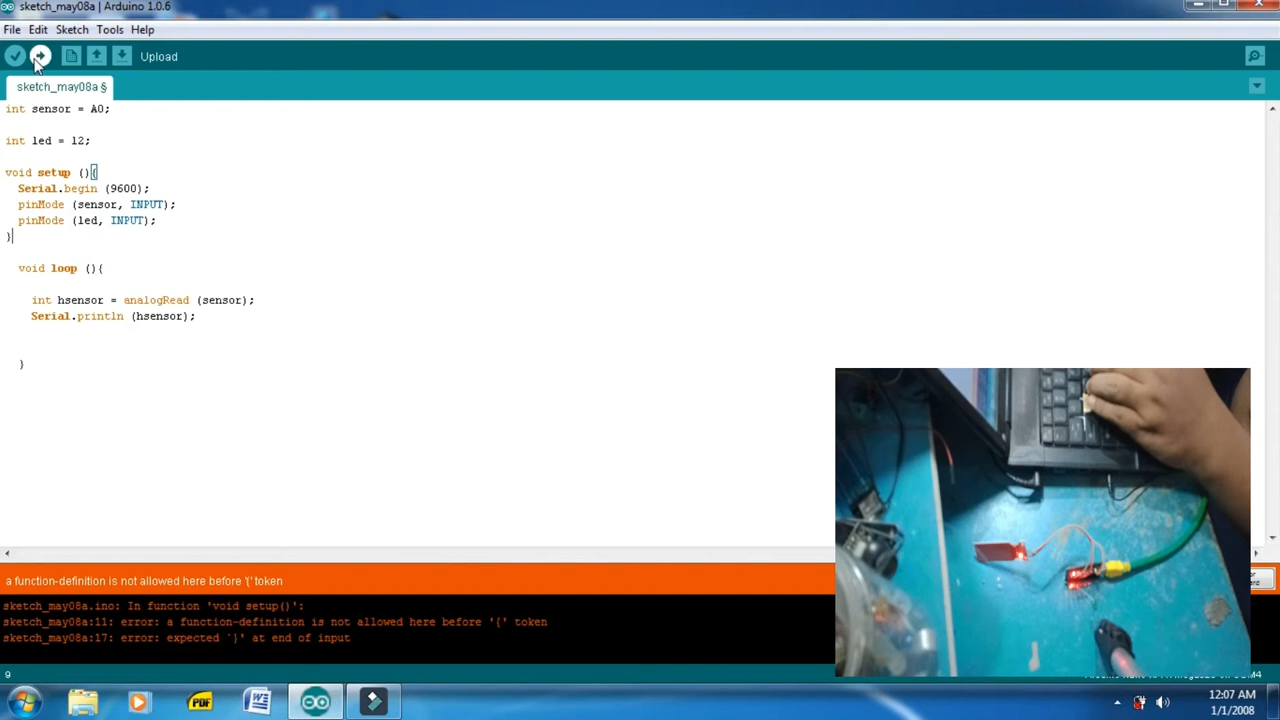 sketch_may08a | Arduino 1.0.6
File Edit Sketch Tools Help
Upload
sketch_may08a §
int sensor = A0;
int led = 12;
void setup (){
Serial.begin (9600);
pinMode (sensor, INPUT);
pinMode (led, INPUT);
}
void loop (){
int hsensor = analogRead (sensor);
Serial.println (hsensor);
}
a function-definition is not allowed here before '{' token
sketch_may08a.ino: In function 'void setup()':
sketch_may08a:11: error: a function-definition is not allowed here before '{' token
sketch_may08a:17: error: expected `}' at end of input
9
PDF
12:07 AM
1/1/2008